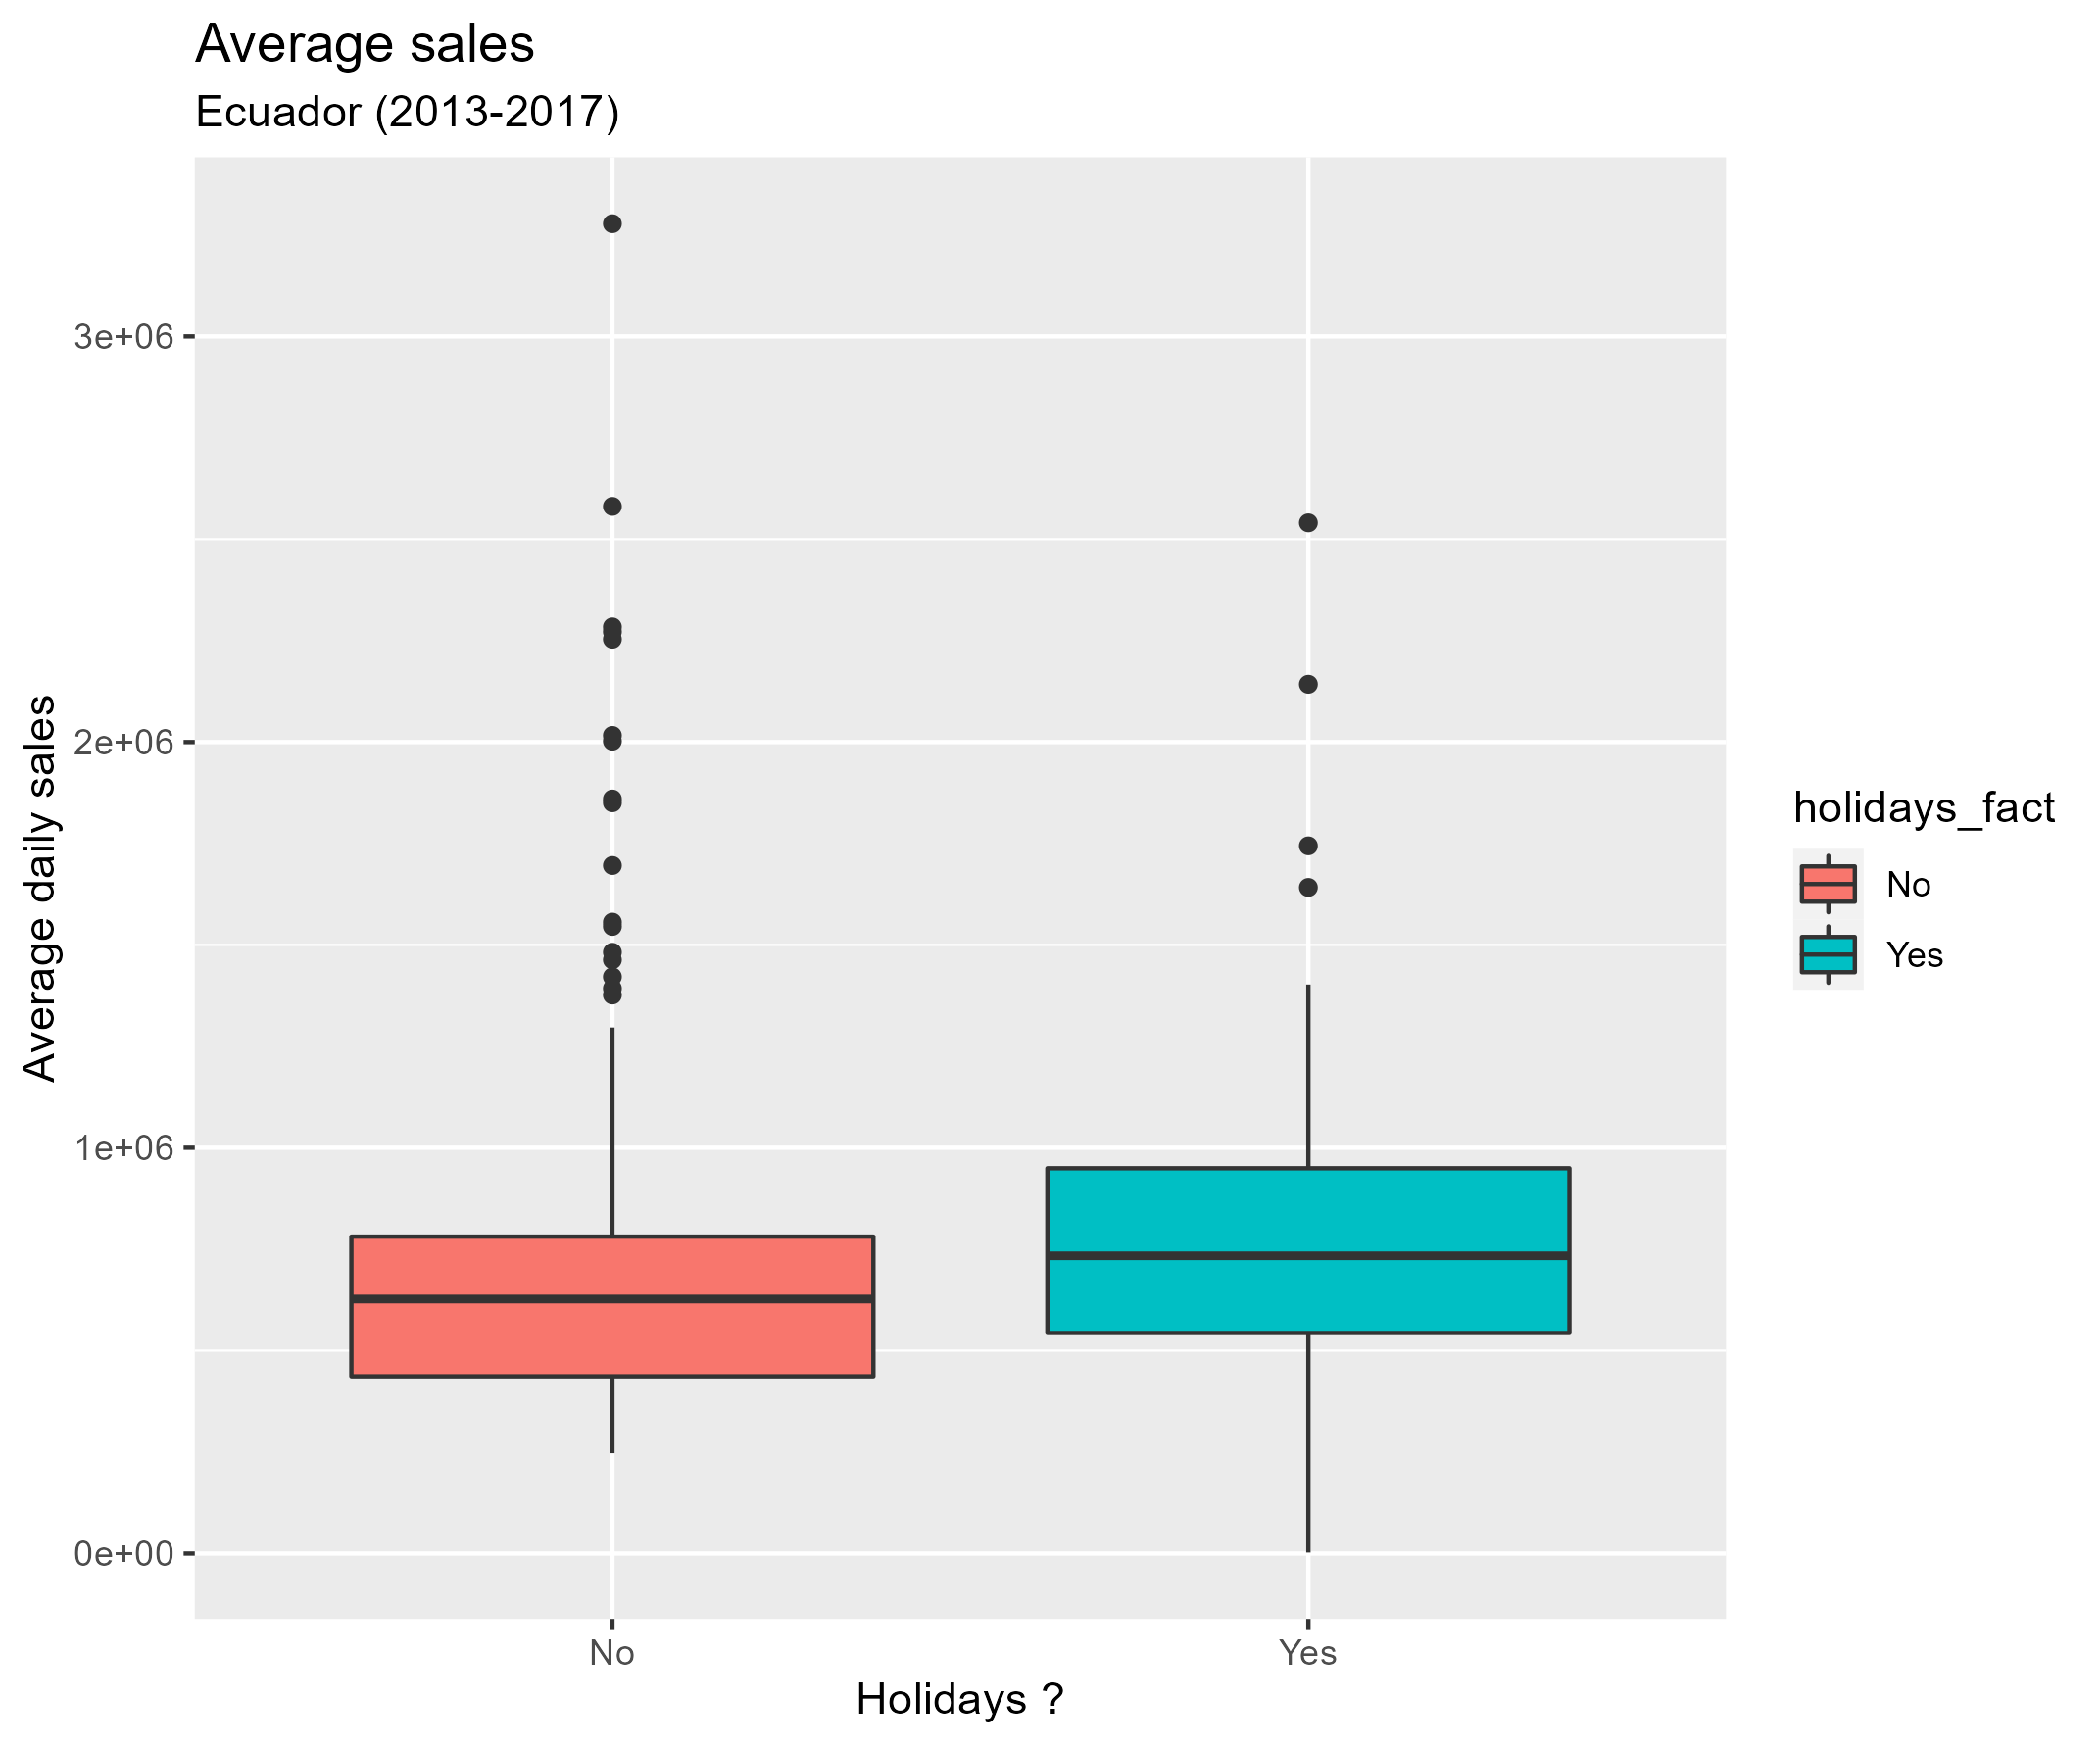 Average sales
Ecuador (2013-2017)
Average daily sales
3e+06
2e+06
1e+06
0e+00
No
Yes
Holidays ?
holidays_fact
No
Yes